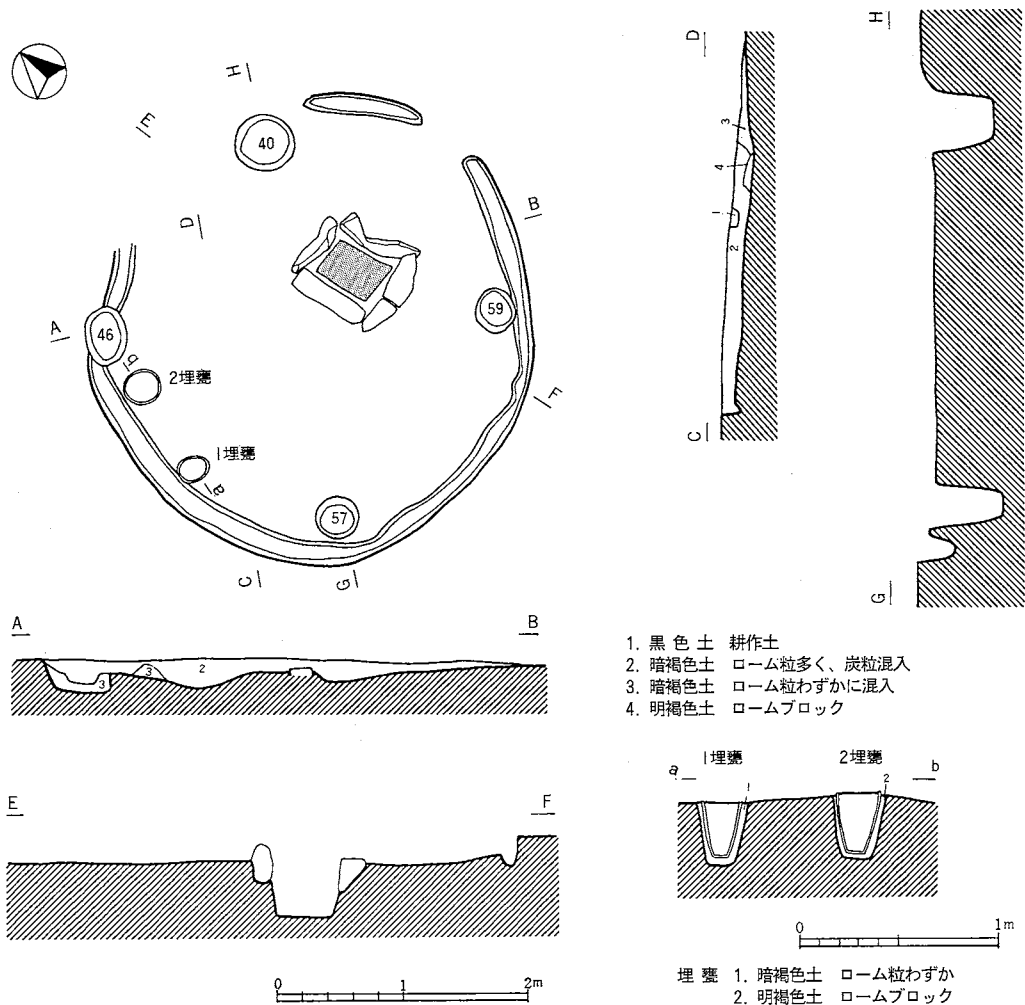 H
E
40
D
B
59
A
46
b
2埋甕
F
1埋甕
a
57
C
G
D
3
4
1
2
C
H
G
A
B
3
3
2
1. 黒色土 耕作土
2. 暗褐色土 ローム粒多く、炭粒混入
3. 暗褐色土 ローム粒わずかに混入
4. 明褐色土 ロームブロック
E
F
a
1埋甕
2埋甕
b
1
2
0
1
2m
0
1m
埋甕 1. 暗褐色土 ローム粒わずか
2. 明褐色土 ロームブロック